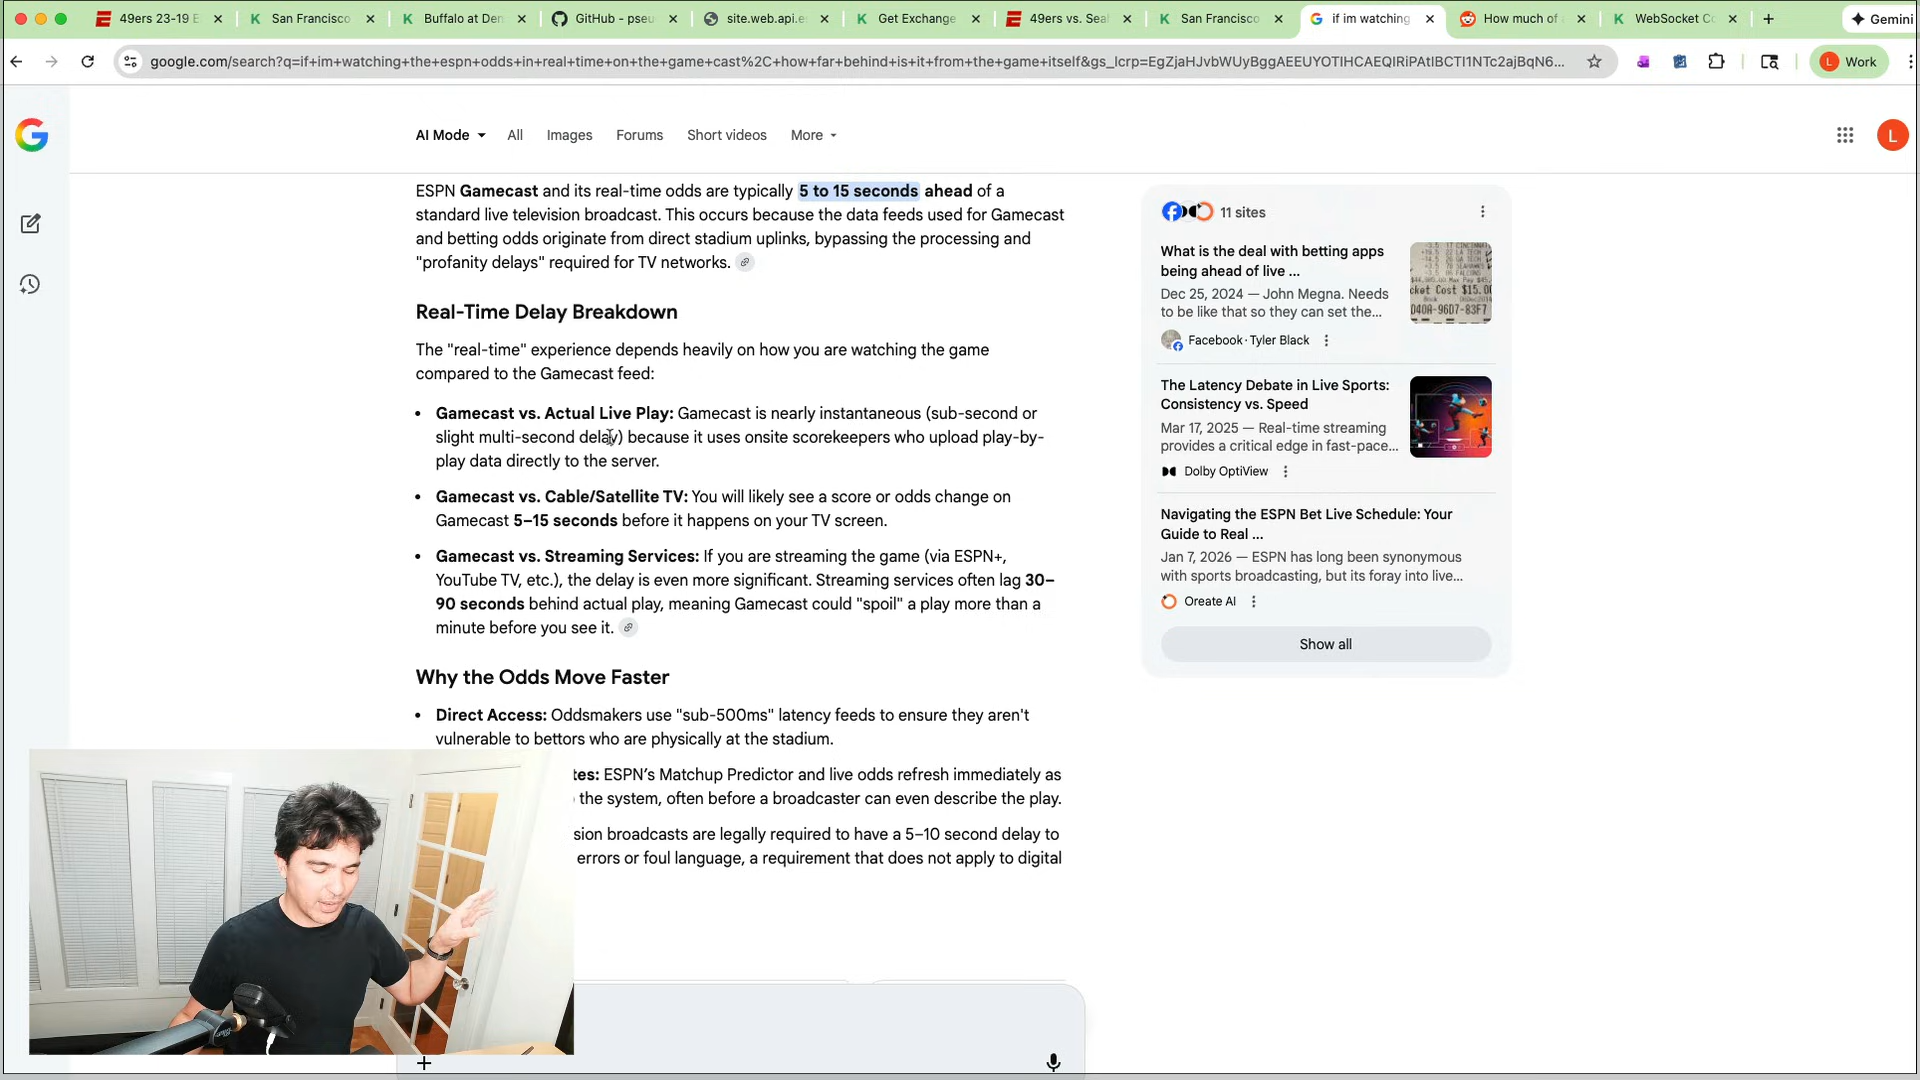 49ers 23-19
San Francisco
Buffalo at Den
GitHub - pseu
site.web.api.es
Get Exchange
49ers vs. Sea
San Francisco
if im watching
How much of
WebSocket Co
Gemini
google.com/search?q=if+im+watching+the+espn+odds+in+real+time+on+the+game+cast%2C+how+far+behind+is+it+from+the+game+itself&gs_lcrp=EgZjaHJvbWUyBggAEEUYOTIHCAEQIRiPAtIBCTI1NTc2ajBqN6...
Work
AI Mode
All
Images
Forums
Short videos
More
L
ESPN Gamecast and its real-time odds are typically 5 to 15 seconds ahead of a
standard live television broadcast. This occurs because the data feeds used for Gamecast
and betting odds originate from direct stadium uplinks, bypassing the processing and
"profanity delays" required for TV networks.
Real-Time Delay Breakdown
The "real-time" experience depends heavily on how you are watching the game
compared to the Gamecast feed:
• Gamecast vs. Actual Live Play: Gamecast is nearly instantaneous (sub-second or
slight multi-second delay) because it uses onsite scorekeepers who upload play-by-
play data directly to the server.
• Gamecast vs. Cable/Satellite TV: You will likely see a score or odds change on
Gamecast 5–15 seconds before it happens on your TV screen.
• Gamecast vs. Streaming Services: If you are streaming the game (via ESPN+,
YouTube TV, etc.), the delay is even more significant. Streaming services often lag 30–
90 seconds behind actual play, meaning Gamecast could "spoil" a play more than a
minute before you see it.
Why the Odds Move Faster
• Direct Access: Oddsmakers use "sub-500ms" latency feeds to ensure they aren't
vulnerable to bettors who are physically at the stadium.
tes: ESPN's Matchup Predictor and live odds refresh immediately as
the system, often before a broadcaster can even describe the play.
sion broadcasts are legally required to have a 5–10 second delay to
errors or foul language, a requirement that does not apply to digital
11 sites
What is the deal with betting apps
being ahead of live ...
Dec 25, 2024 — John Megna. Needs
to be like that so they can set the...
Facebook · Tyler Black
The Latency Debate in Live Sports:
Consistency vs. Speed
Mar 17, 2025 — Real-time streaming
provides a critical edge in fast-pace...
Dolby OptiView
Navigating the ESPN Bet Live Schedule: Your
Guide to Real ...
Jan 7, 2026 — ESPN has long been synonymous
with sports broadcasting, but its foray into live...
Oreate AI
Show all